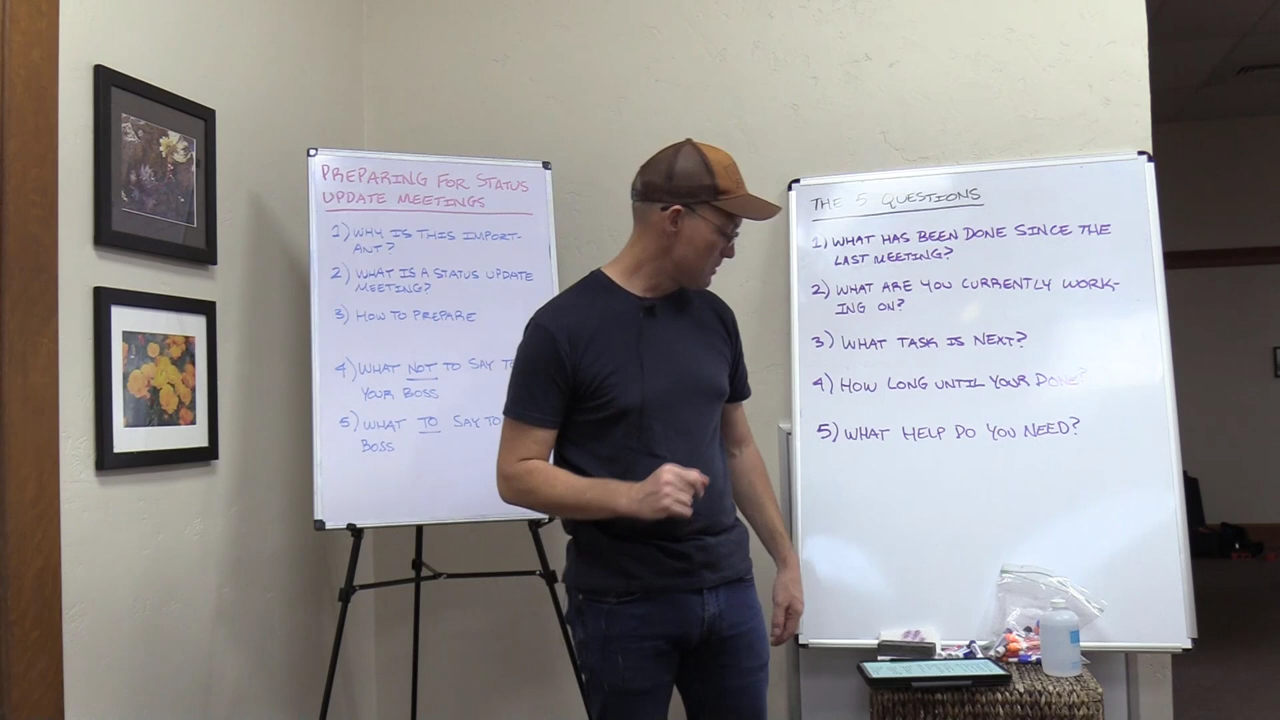 PREPARING FOR STATUS
UPDATE MEETINGS
1) WHY IS THIS IMPORT-
ANT?
2) WHAT IS A STATUS UPDATE
MEETING?
3) HOW TO PREPARE
4) WHAT NOT TO SAY TO
YOUR BOSS
5) WHAT TO SAY TO
BOSS
THE 5 QUESTIONS
1) WHAT HAS BEEN DONE SINCE THE
LAST MEETING?
2) WHAT ARE YOU CURRENTLY WORK-
ING ON?
3) WHAT TASK IS NEXT?
4) HOW LONG UNTIL YOUR DONE?
5) WHAT HELP DO YOU NEED?